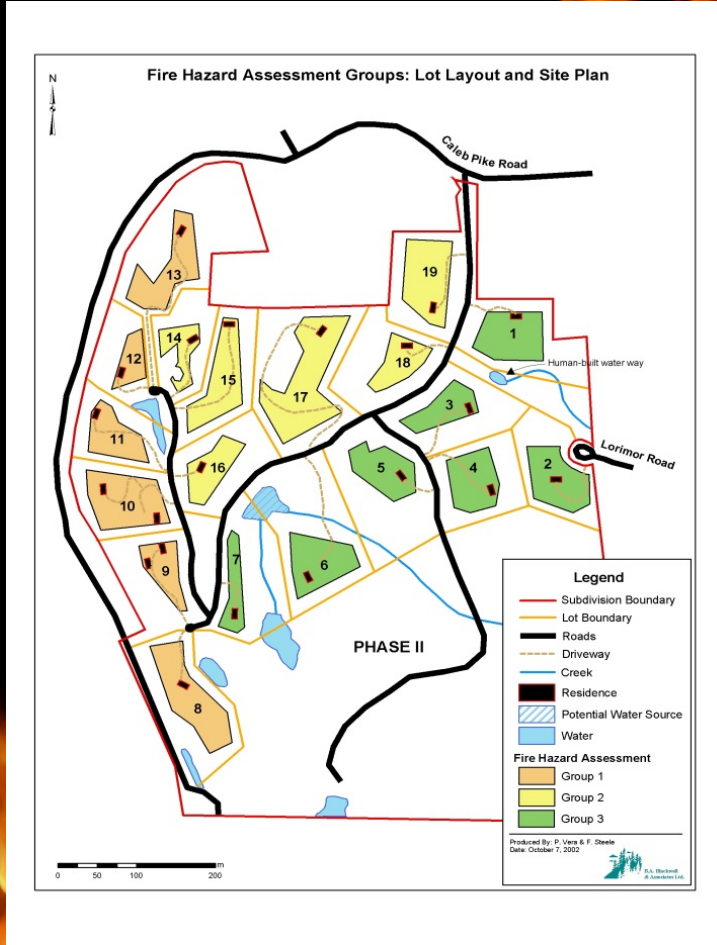 Fire Hazard Assessment Groups: Lot Layout and Site Plan
N
Caleb Pike Road
13
19
1
14
12
15
17
18
Human-built water way
3
11
Lorimor Road
16
5
4
2
10
7
6
9
8
PHASE II
Legend
Subdivision Boundary
Lot Boundary
Roads
Driveway
Creek
Residence
Potential Water Source
Water
Fire Hazard Assessment
Group 1
Group 2
Group 3
Produced By: P. Vera & F. Steele
Date: October 7, 2002
B.A. Blackwell
& Associates Ltd.
m
0 50 100 200